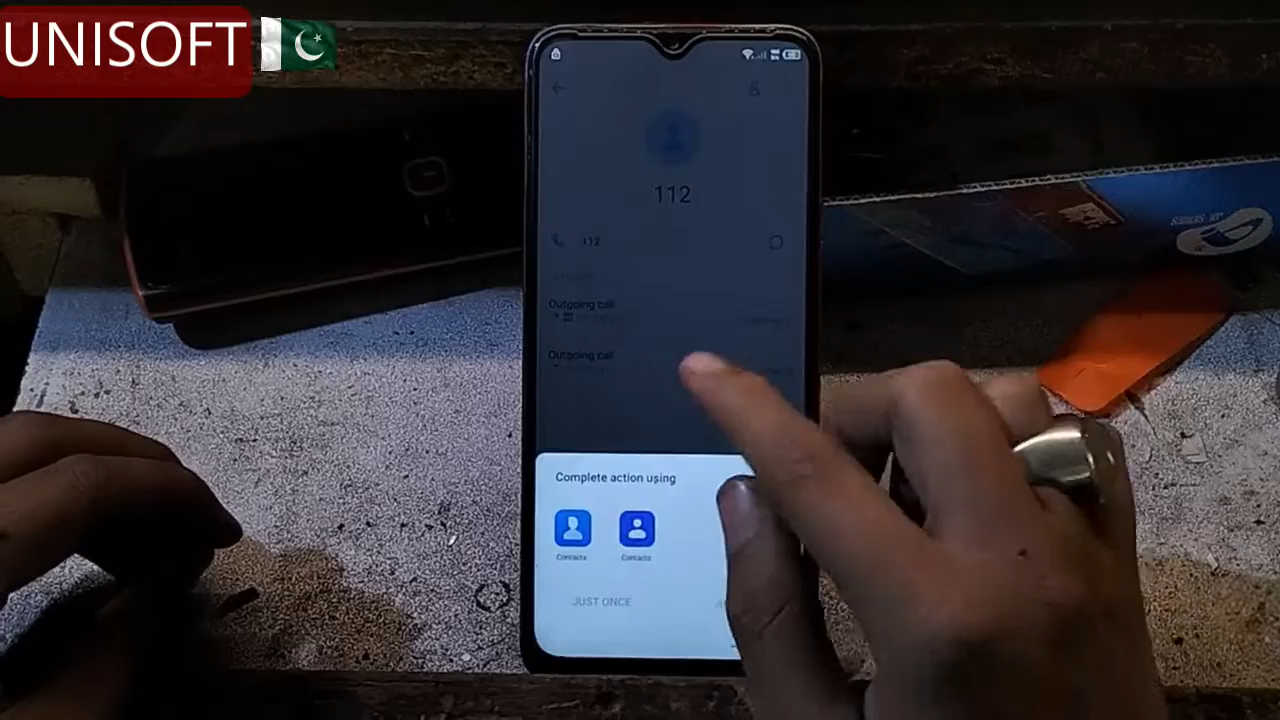 UNISOFT
112
112
Outgoing call
Outgoing call
Complete action using
Contacts
Contacts
JUST ONCE